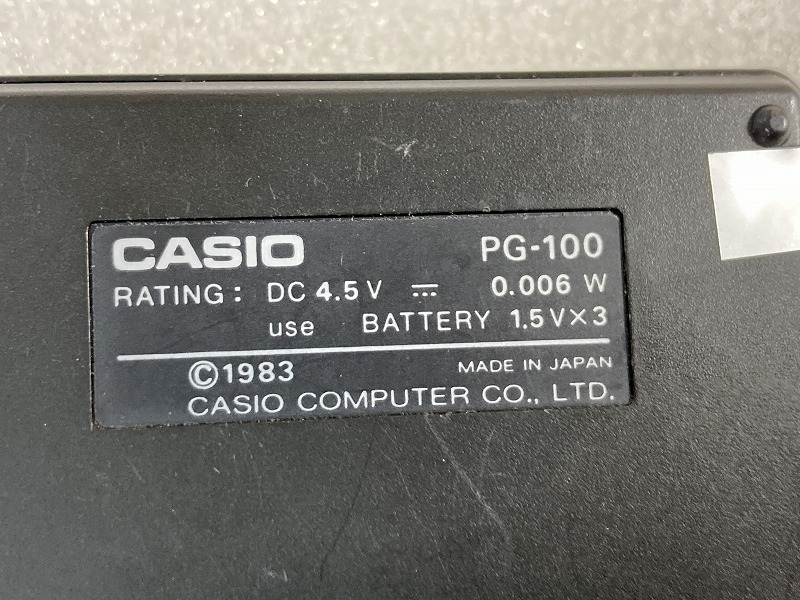 CASIO PG-100
RATING: DC 4.5 V ⎓ 0.006 W
use BATTERY 1.5V×3
©1983 MADE IN JAPAN
CASIO COMPUTER CO., LTD.